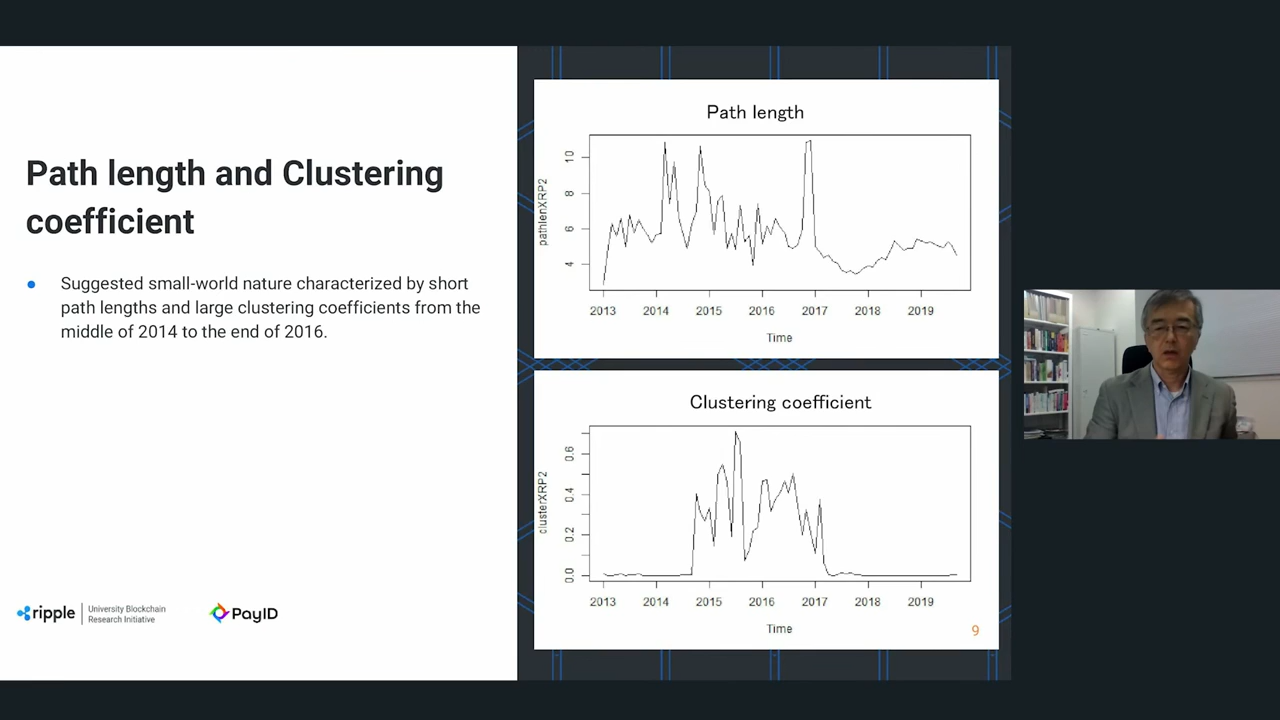 Path length and Clustering
coefficient
Suggested small-world nature characterized by short
path lengths and large clustering coefficients from the
middle of 2014 to the end of 2016.
ripple
University Blockchain
Research Initiative
PayID
Path length
pathlenXRP2
10
8
6
4
2013 2014 2015 2016 2017 2018 2019
Time
Clustering coefficient
clusterXRP2
0.6
0.4
0.2
0.0
2013 2014 2015 2016 2017 2018 2019
Time
9